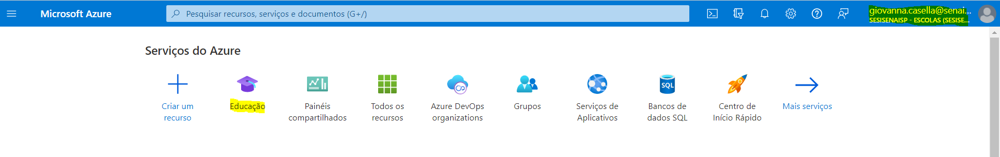 Microsoft Azure
Pesquisar recursos, serviços e documentos (G+/)
giovanna.casella@senai...
SESISENAISP - ESCOLAS (SESISE...
Serviços do Azure
Criar um
recurso
Educação
Painéis
compartilhados
Todos os
recursos
Azure DevOps
organizations
Grupos
Serviços de
Aplicativos
SQL
Bancos de
dados SQL
Centro de
Início Rápido
Mais serviços